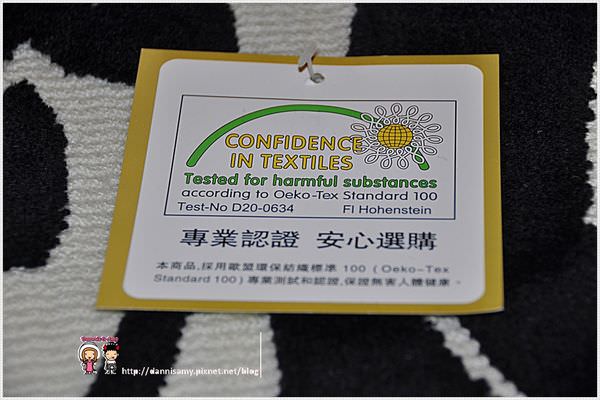 CONFIDENCE
IN TEXTILES
Tested for harmful substances
according to Oeko-Tex Standard 100
Test-No D20-0634 FI Hohenstein
專業認證 安心選購
本商品,採用歐盟環保紡織標準 100 (Oeko-Tex
Standard 100)專業測試和認證,保證無害人體健康。
http://dannisamy.pixnet.net/blog